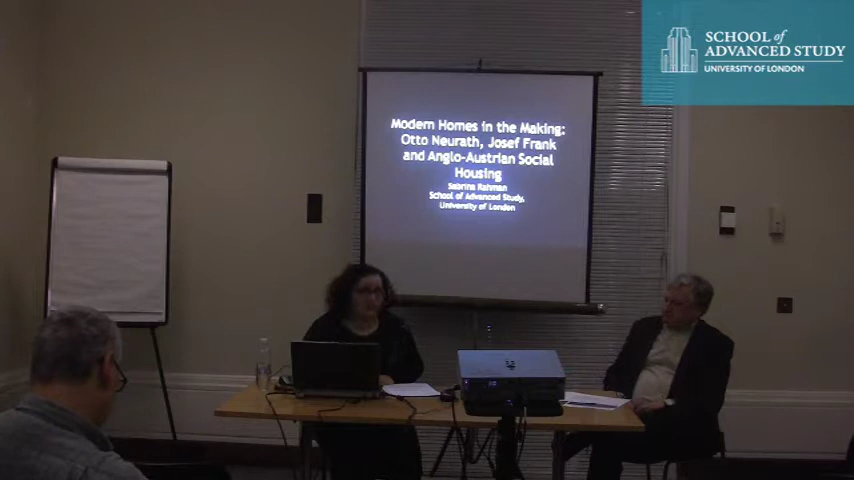 SCHOOL of
ADVANCED STUDY
UNIVERSITY OF LONDON
Modern Homes in the Making:
Otto Neurath, Josef Frank
and Anglo-Austrian Social
Housing
Sabrina Rahman
School of Advanced Study,
University of London